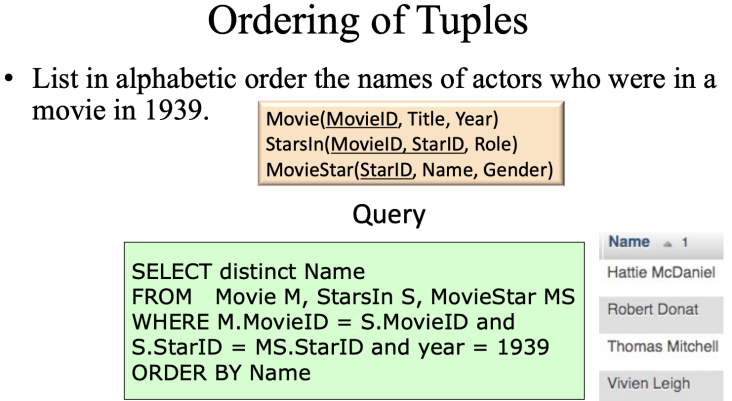 Ordering of Tuples
• List in alphabetic order the names of actors who were in a
movie in 1939.
Movie(MovieID, Title, Year)
StarsIn(MovieID, StarID, Role)
MovieStar(StarID, Name, Gender)
Query
SELECT distinct Name
FROM Movie M, StarsIn S, MovieStar MS
WHERE M.MovieID = S.MovieID and
S.StarID = MS.StarID and year = 1939
ORDER BY Name
Name 1
Hattie McDaniel
Robert Donat
Thomas Mitchell
Vivien Leigh